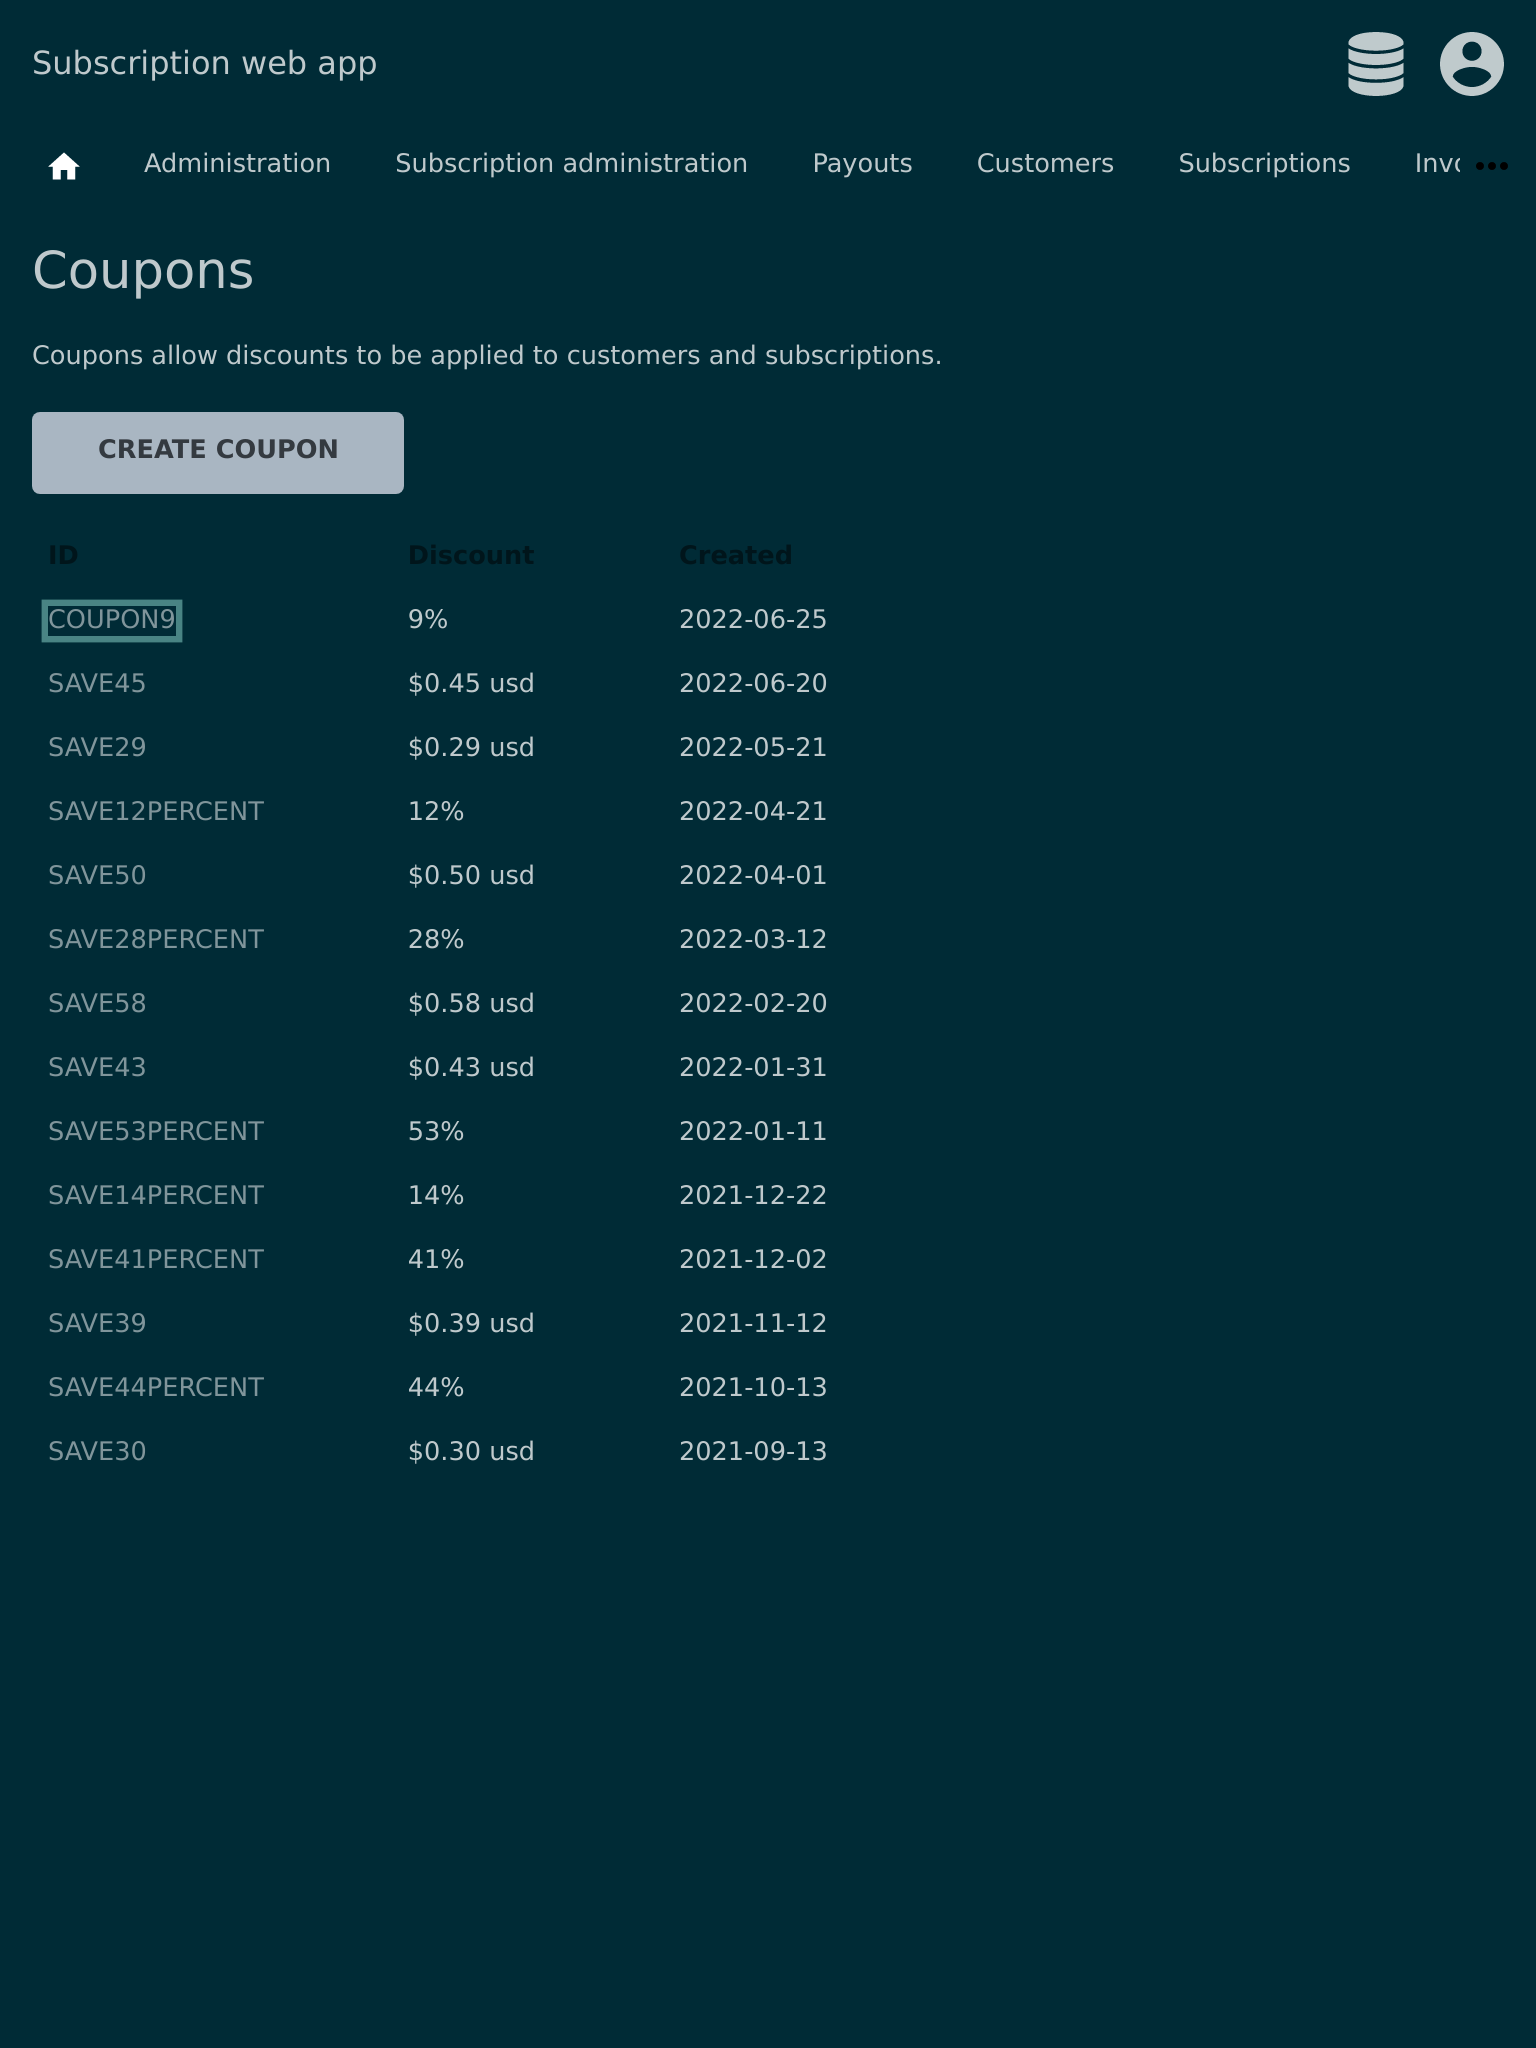 Subscription web app
Administration Subscription administration Payouts Customers Subscriptions
Coupons
Coupons allow discounts to be applied to customers and subscriptions.
CREATE COUPON
ID Discount Created
COUPON9 9% 2022-06-25
SAVE45 $0.45 usd 2022-06-20
SAVE29 $0.29 usd 2022-05-21
SAVE12PERCENT 12% 2022-04-21
SAVE50 $0.50 usd 2022-04-01
SAVE28PERCENT 28% 2022-03-12
SAVE58 $0.58 usd 2022-02-20
SAVE43 $0.43 usd 2022-01-31
SAVE53PERCENT 53% 2022-01-11
SAVE14PERCENT 14% 2021-12-22
SAVE41PERCENT 41% 2021-12-02
SAVE39 $0.39 usd 2021-11-12
SAVE44PERCENT 44% 2021-10-13
SAVE30 $0.30 usd 2021-09-13